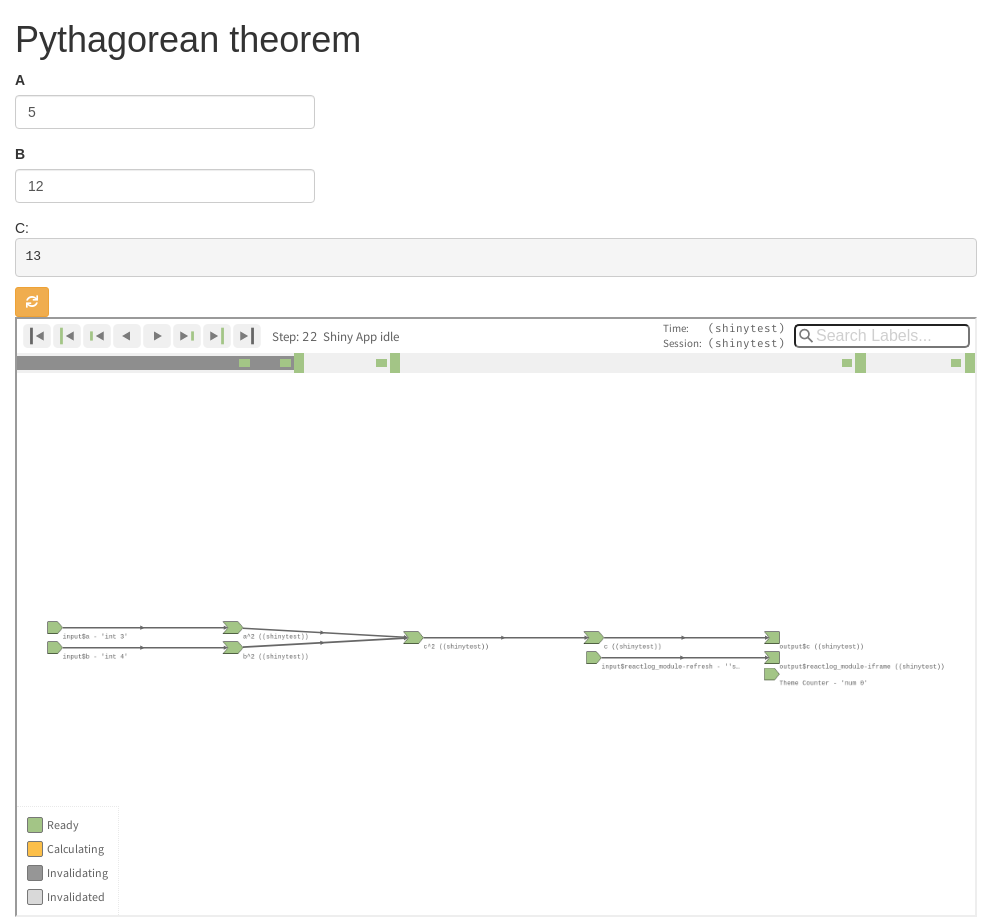 Pythagorean theorem
A
5
B
12
C:
13
Step: 22 Shiny App idle
Time: (shinytest)
Session: (shinytest)
Search Labels...
input$a - 'int 3'
a^2 ((shinytest))
input$b - 'int 4'
b^2 ((shinytest))
c^2 ((shinytest))
c ((shinytest))
output$c ((shinytest))
input$reactlog_module-refresh - ''s…
output$reactlog_module-iframe ((shinytest))
Theme Counter - 'num 0'
Ready
Calculating
Invalidating
Invalidated